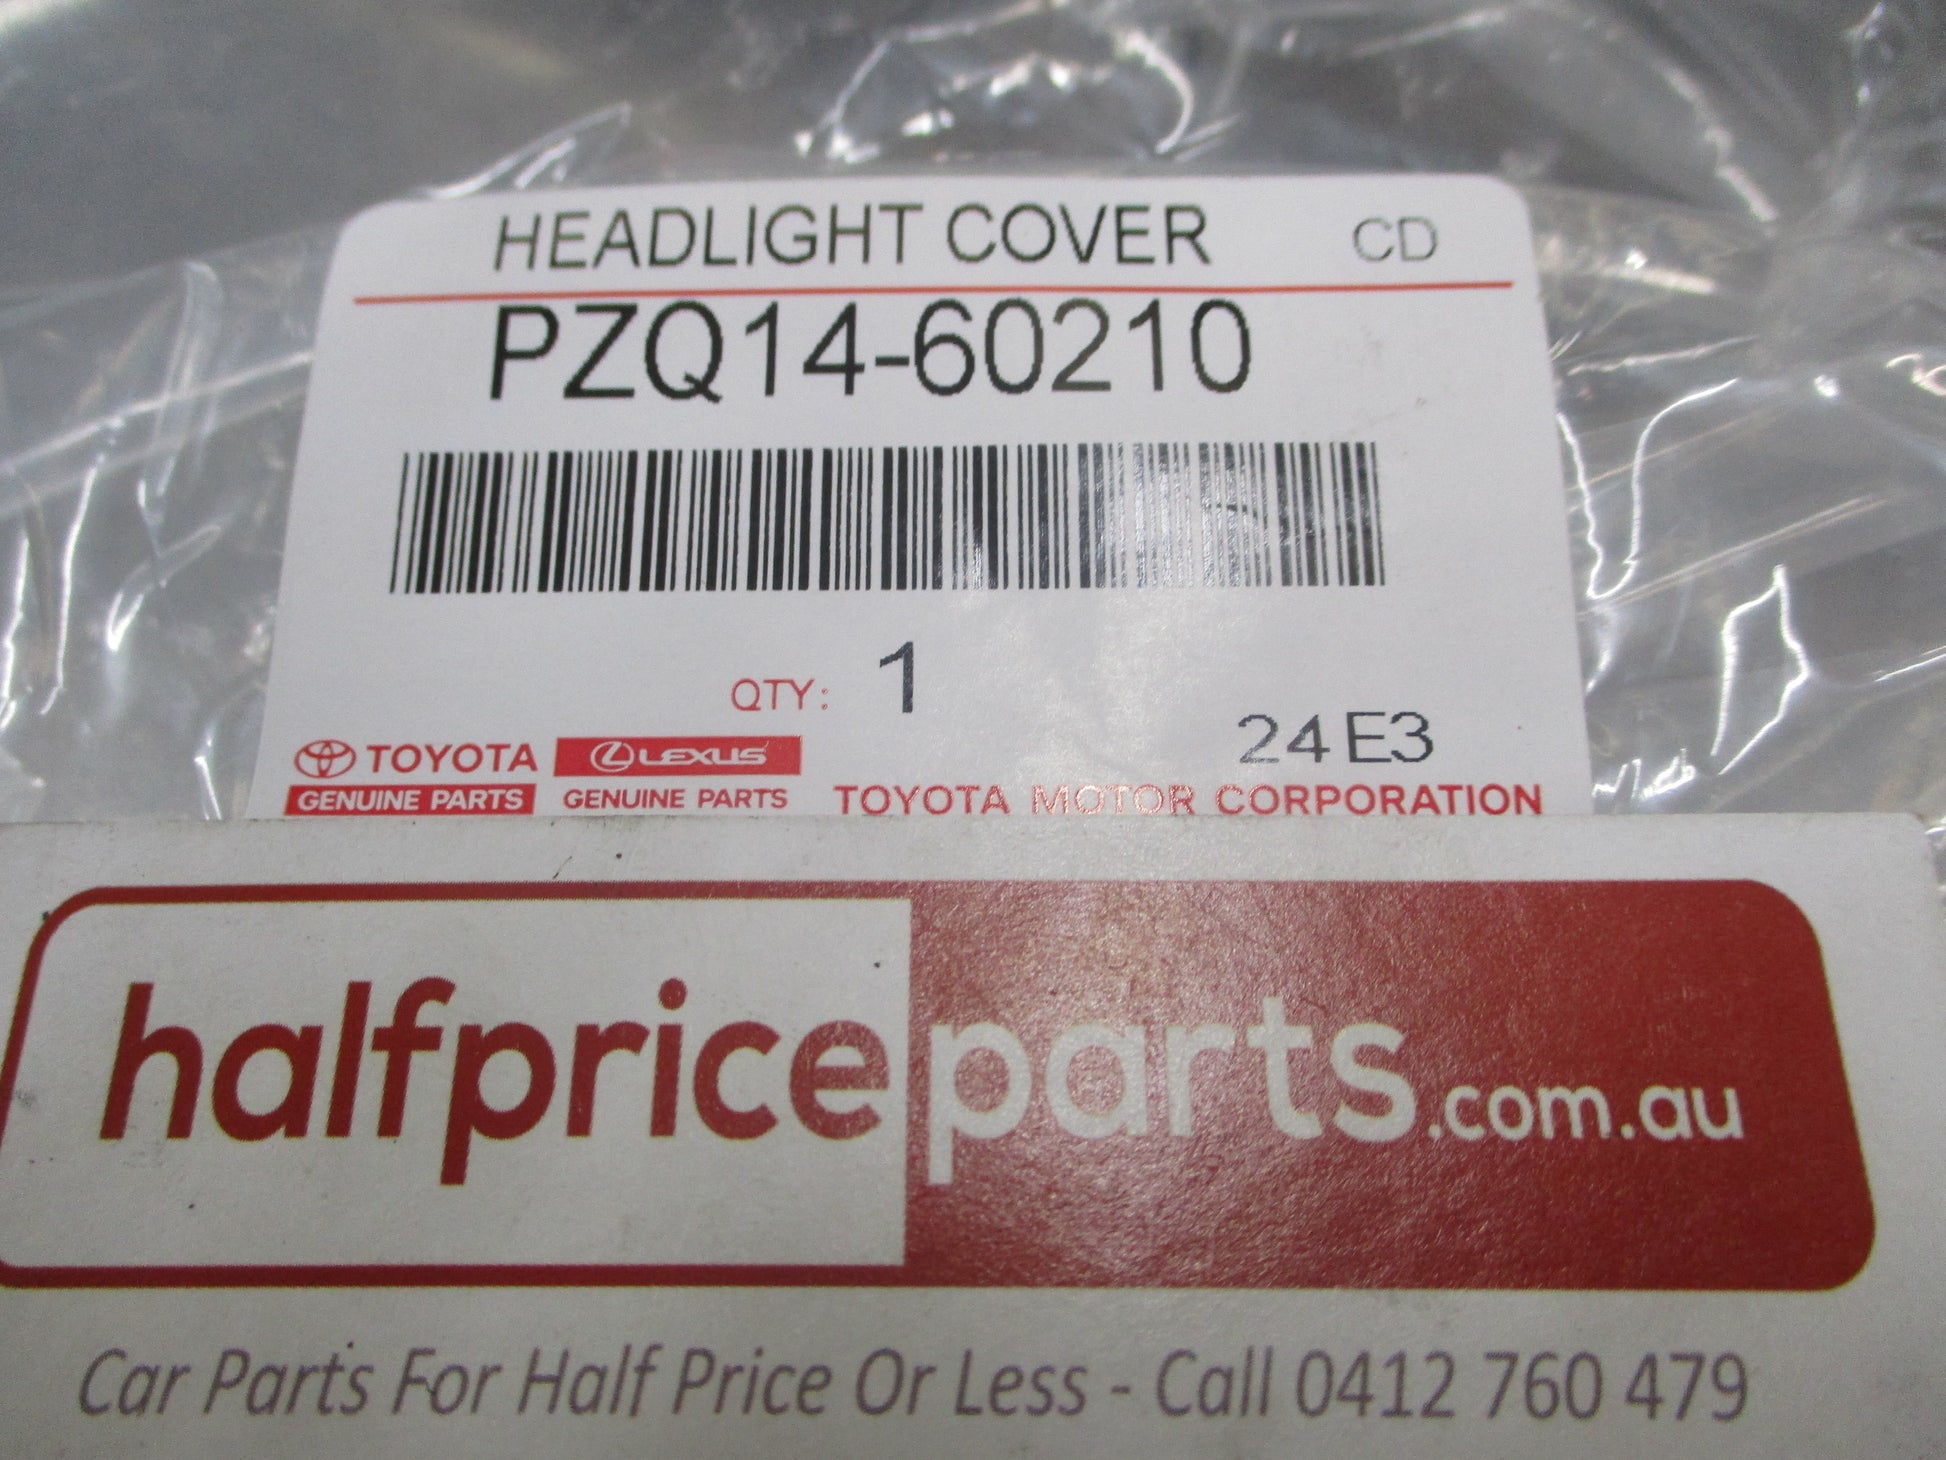 HEADLIGHT COVER CD
PZQ14-60210
QTY: 1
24E3
TOYOTA LEXUS
GENUINE PARTS GENUINE PARTS TOYOTA MOTOR CORPORATION
halfpriceparts.com.au
Car Parts For Half Price Or Less - Call 0412 760 479